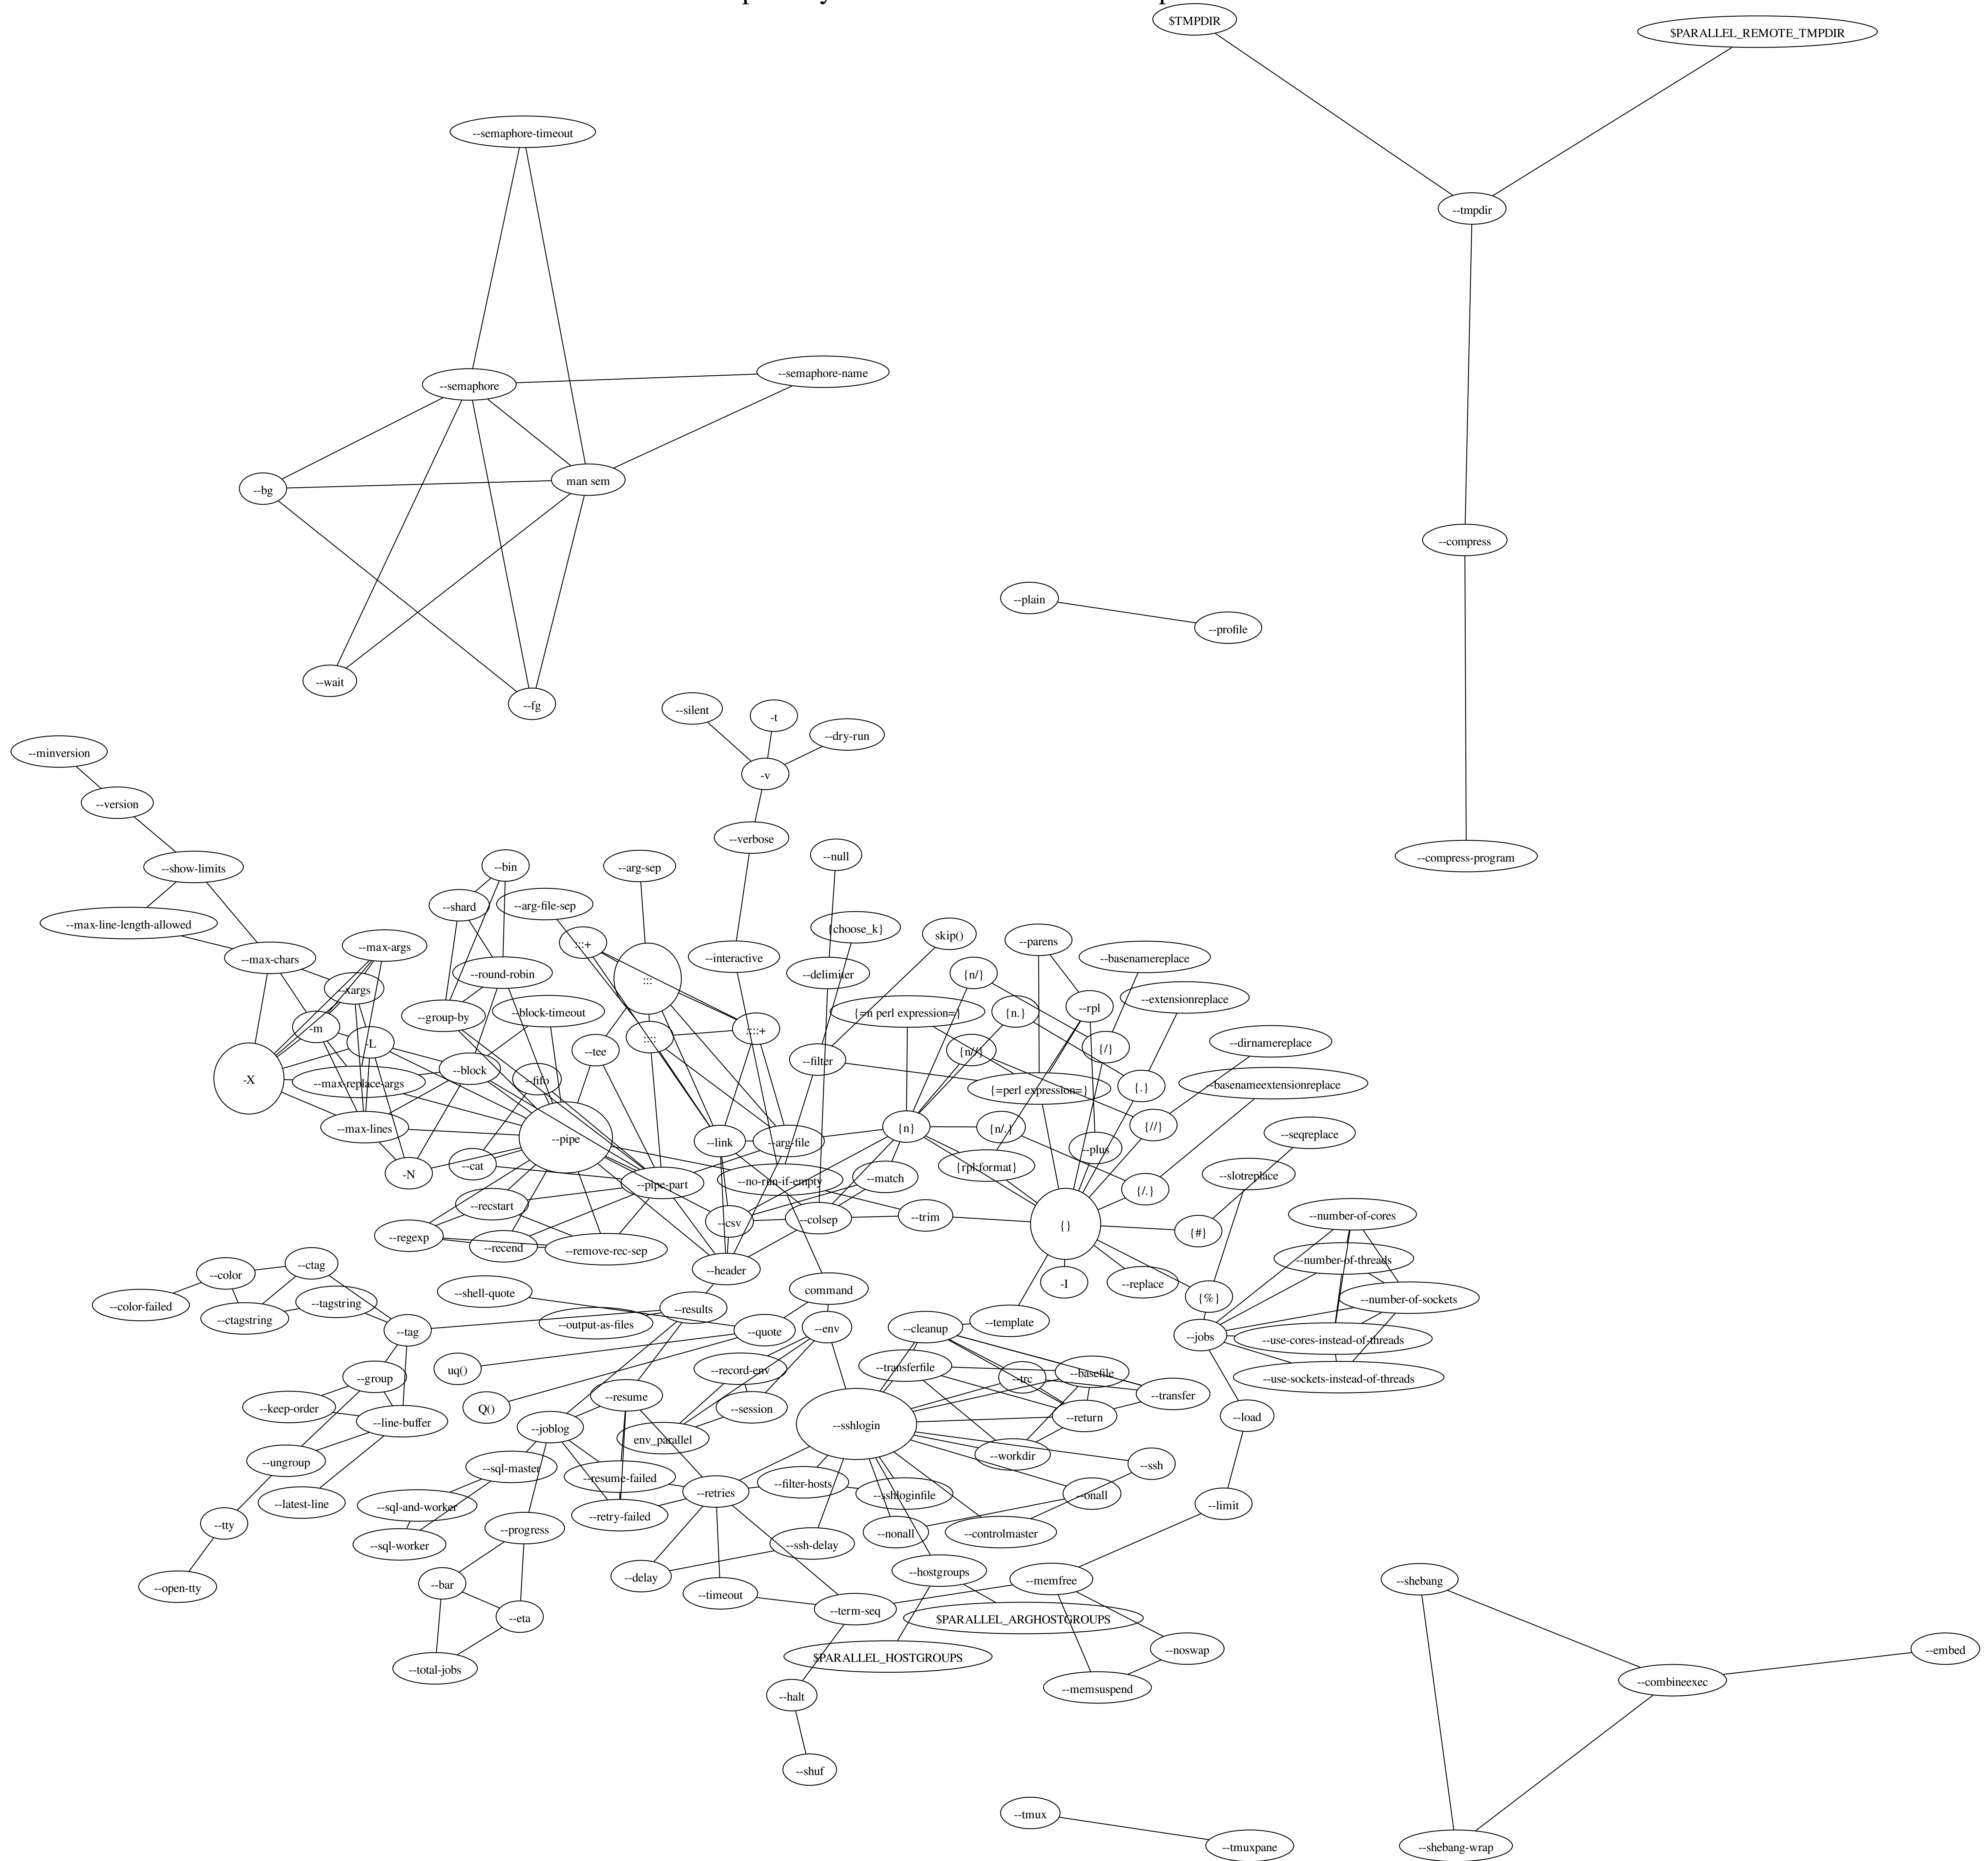 $TMPDIR
$PARALLEL_REMOTE_TMPDIR
--semaphore-timeout
--tmpdir
--semaphore-name
--semaphore
man sem
--bg
--compress
--plain
--profile
--wait
--fg
--silent
-t
--dry-run
--minversion
-v
--version
--verbose
--null
--compress-program
--show-limits
--bin
--arg-sep
--shard
--arg-file-sep
--max-line-length-allowed
{choose_k}
skip()
--max-args
:::+
--parens
--max-chars
--interactive
--basenamereplace
--round-robin
:::
--delimiter
{n/}
--xargs
--extensionreplace
--rpl
--group-by
--block-timeout
{=n perl expression=}
{n.}
-m
::::+
-L
::::
--dirnamereplace
--tee
{n//}
{/}
--filter
--block
-X
--max-replace-args
--fifo
{=perl expression=}
{.}
--basenameextensionreplace
--max-lines
{n}
{n/.}
{//}
--seqreplace
--pipe
--link
--arg-file
--plus
--cat
{rpl format}
-N
--slotreplace
--pipe-part
--no-run-if-empty
--match
{/.}
--recstart
--number-of-cores
--csv
--colsep
--trim
{}
{#}
--regexp
--recend
--remove-rec-sep
--number-of-threads
--header
--color
--ctag
-I
--replace
--shell-quote
command
{%}
--number-of-sockets
--color-failed
--tagstring
--ctagstring
--results
--output-as-files
--template
--tag
--quote
--env
--cleanup
--jobs
--use-cores-instead-of-threads
uq()
--record-env
--transferfile
--group
--trc
--basefile
--use-sockets-instead-of-threads
--resume
--transfer
--keep-order
Q()
--session
--return
--load
--line-buffer
--joblog
--sshlogin
env_parallel
--workdir
--ungroup
--sql-master
--ssh
--resume-failed
--filter-hosts
--retries
--sshloginfile
--onall
--latest-line
--sql-and-worker
--limit
--retry-failed
--tty
--progress
--nonall
--controlmaster
--sql-worker
--ssh-delay
--hostgroups
--open-tty
--bar
--delay
--memfree
--shebang
--timeout
--term-seq
--eta
$PARALLEL_ARGHOSTGROUPS
--noswap
--embed
--total-jobs
$PARALLEL_HOSTGROUPS
--combineexec
--memsuspend
--halt
--shuf
--tmux
--tmuxpane
--shebang-wrap